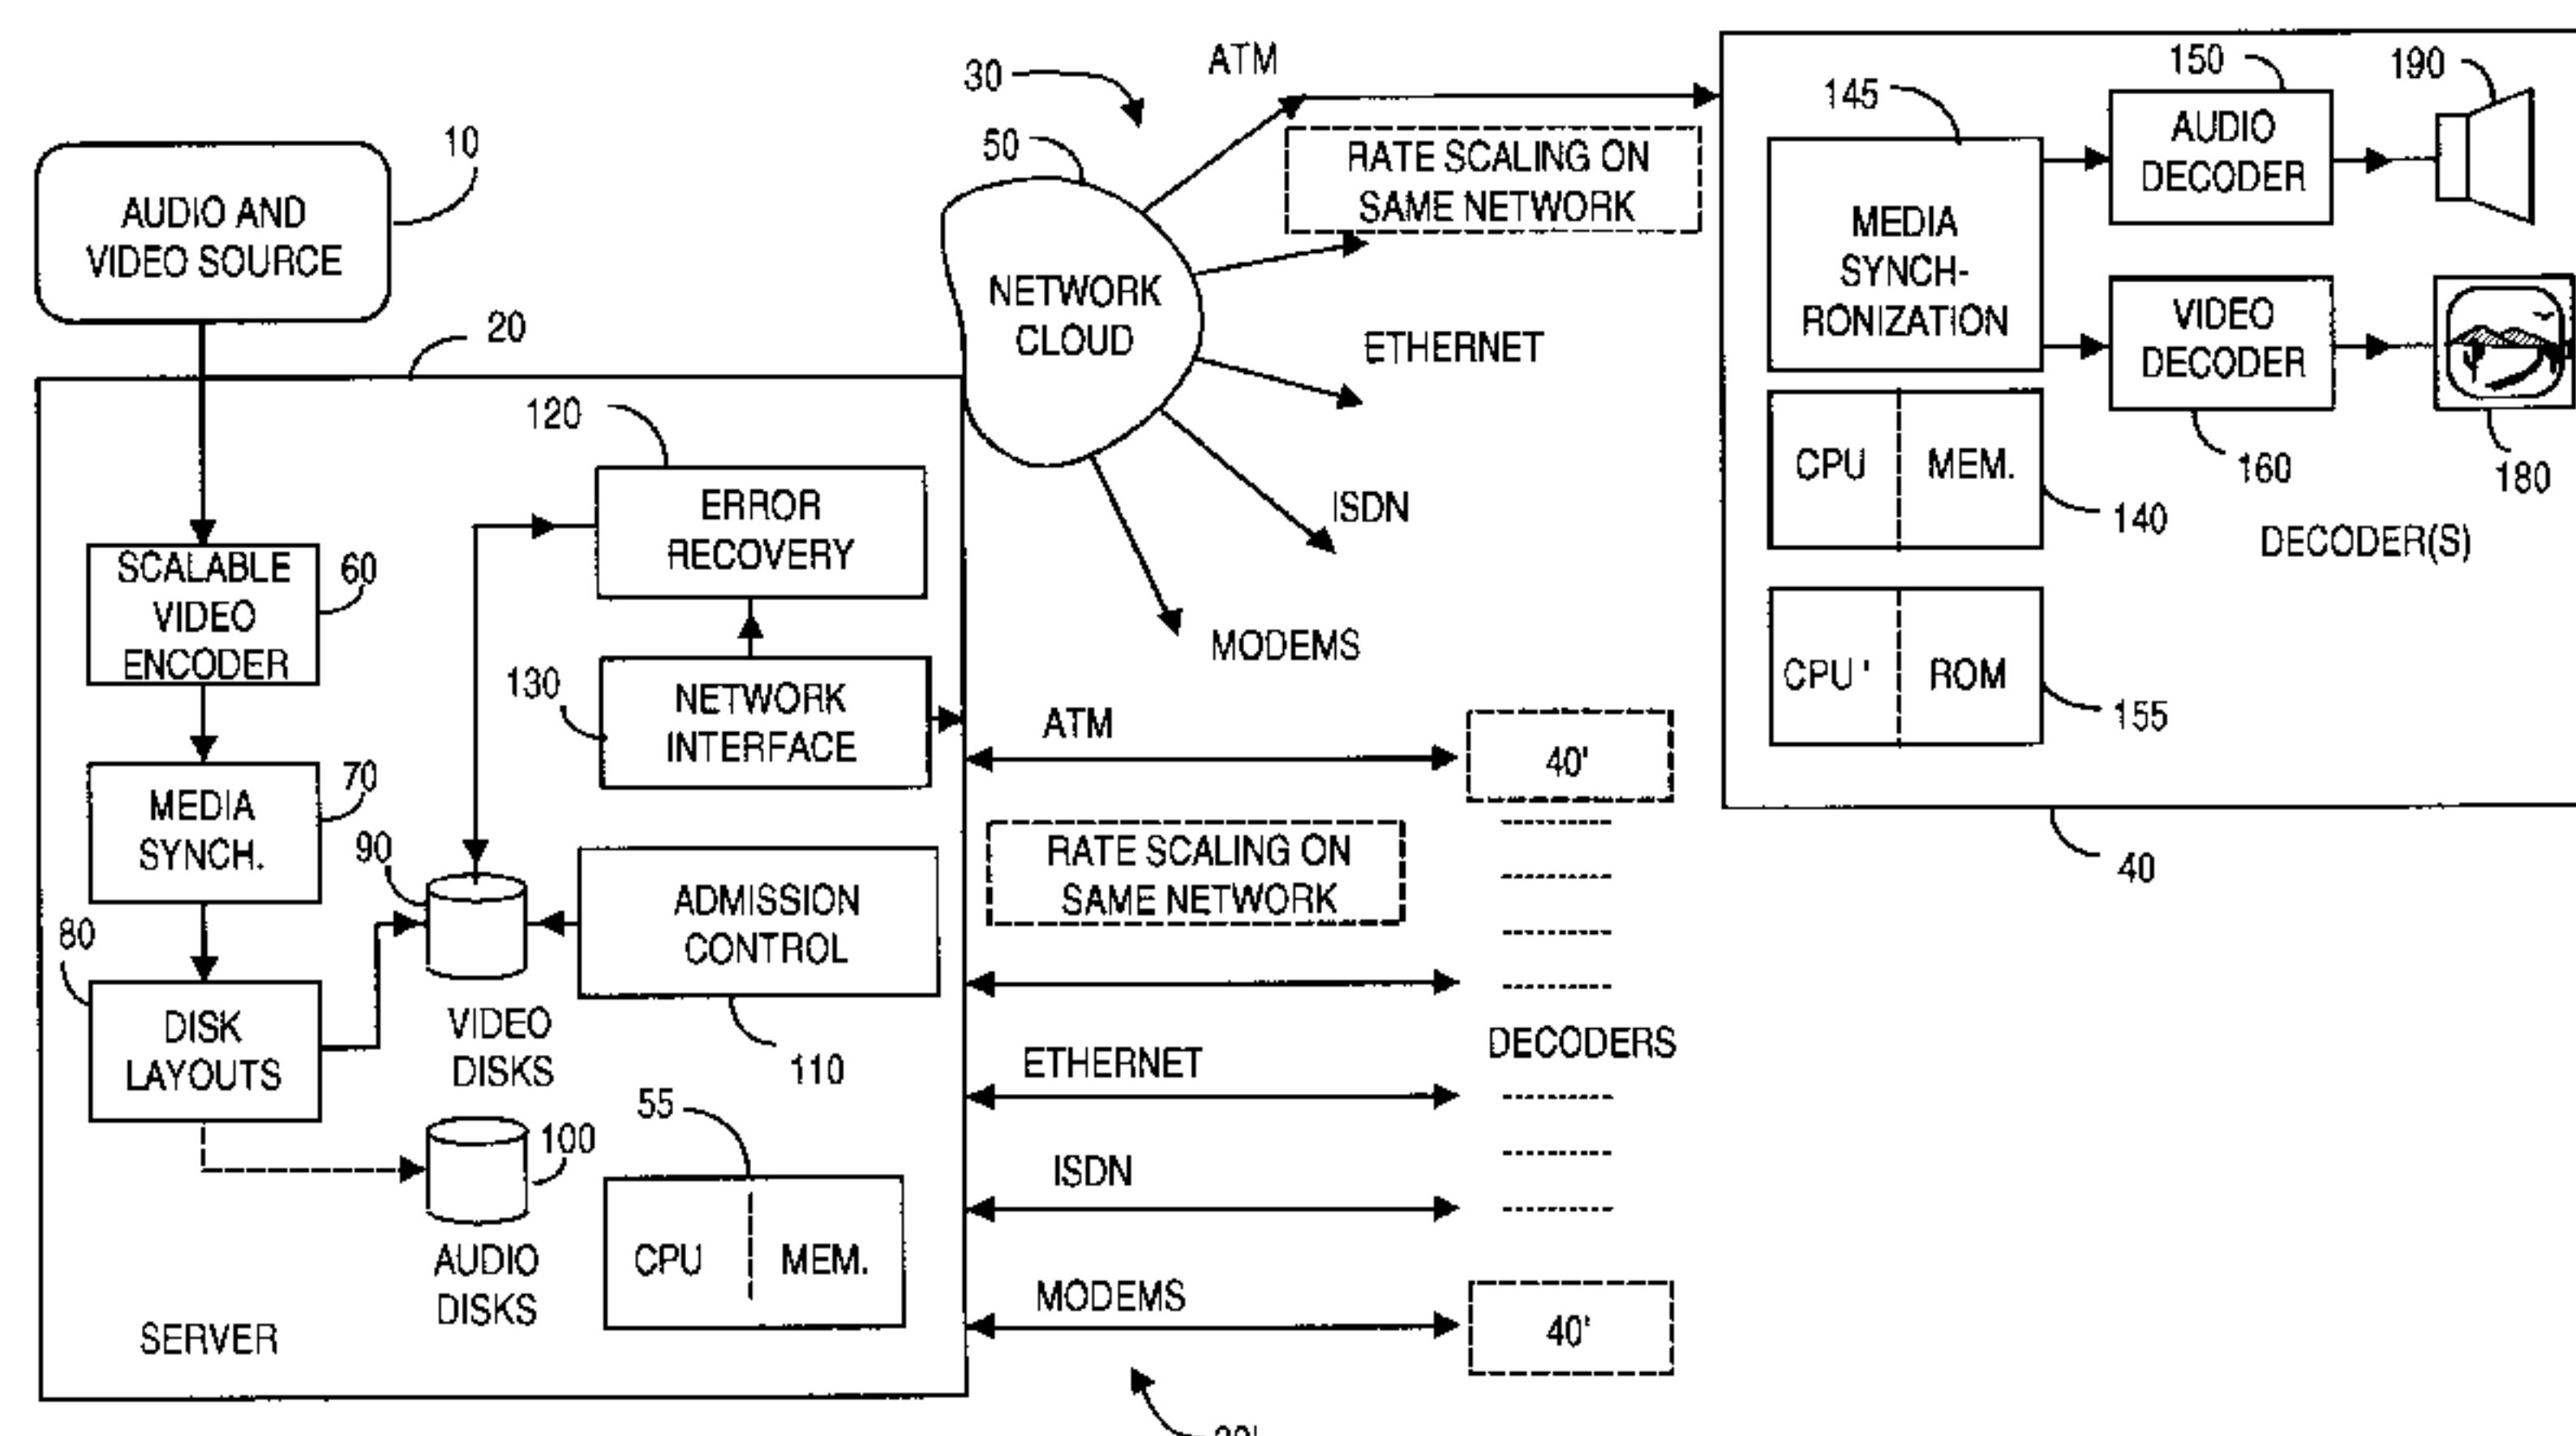 ATM
30
150
190
145
10
50
AUDIO
DECODER
RATE SCALING ON
SAME NETWORK
AUDIO AND
VIDEO SOURCE
MEDIA
SYNCH-
RONIZATION
NETWORK
CLOUD
20
ETHERNET
VIDEO
DECODER
120
CPU
MEM.
160
180
ERROR
RECOVERY
ISDN
140
DECODER(S)
SCALABLE
VIDEO
ENCODER
60
MODEMS
130
NETWORK
INTERFACE
CPU'
ROM
155
ATM
40'
70
MEDIA
SYNCH.
90
RATE SCALING ON
SAME NETWORK
40
80
ADMISSION
CONTROL
DISK
LAYOUTS
VIDEO
DISKS
110
DECODERS
ETHERNET
55
100
ISDN
AUDIO
DISKS
CPU
MEM.
MODEMS
40'
SERVER